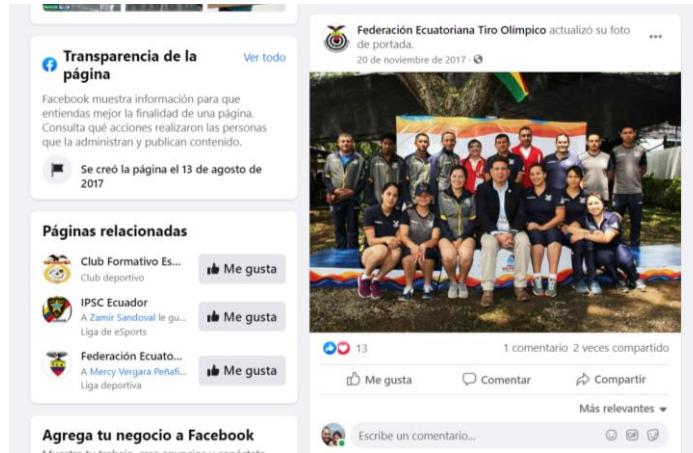 Transparencia de la página
Ver todo
Facebook muestra información para que
entiendas mejor la finalidad de una página.
Consulta qué acciones realizaron las personas
que la administran y publican contenido.
Se creó la página el 13 de agosto de
2017
Páginas relacionadas
Club Formativo Es...
Club deportivo
Me gusta
IPSC Ecuador
A Zamir Sandoval le gu...
Liga de eSports
Me gusta
Federación Ecuato...
A Mercy Vergara Peñafi...
Liga deportiva
Me gusta
Agrega tu negocio a Facebook
Federación Ecuatoriana Tiro Olímpico actualizó su foto
de portada.
20 de noviembre de 2017 ·
13
1 comentario 2 veces compartido
Me gusta
Comentar
Compartir
Más relevantes
Escribe un comentario...
GIF